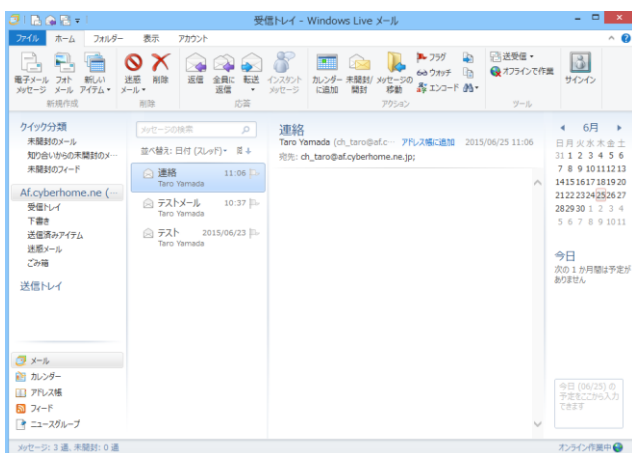 受信トレイ - Windows Live メール
ファイル ホーム フォルダー 表示 アカウント
電子メール メッセージ
フォト メール
新しい アイテム
迷惑 メール
削除
返信
全員に 返信
転送
インスタント メッセージ
カレンダー に追加
未開封/ 開封
メッセージの 移動
フラグ
ウォッチ
エンコード
送受信
オフラインで作業
サインイン
新規作成 削除 応答 アクション ツール
クイック分類
未開封のメール
知り合いからの未開封のメ…
未開封のフィード
Af.cyberhome.ne (…
受信トレイ
下書き
送信済みアイテム
迷惑メール
ごみ箱
送信トレイ
メール
カレンダー
アドレス帳
フィード
ニュースグループ
メッセージの検索
並べ替え: 日付 (スレッド)
連絡 11:06
Taro Yamada
テストメール 10:37
Taro Yamada
テスト 2015/06/23
Taro Yamada
連絡
Taro Yamada (ch_taro@af.c… アドレス帳に追加 2015/06/25 11:06
宛先: ch_taro@af.cyberhome.ne.jp;
6月
日 月 火 水 木 金 土
31 1 2 3 4 5 6
7 8 9 10 11 12 13
14 15 16 17 18 19 20
21 22 23 24 25 26 27
28 29 30 1 2 3 4
5 6 7 8 9 10 11
今日
次の 1 か月間は予定が
ありません
今日 (06/25) の
予定をここから入力
できます
メッセージ: 3 通、未開封: 0 通
オンライン作業中